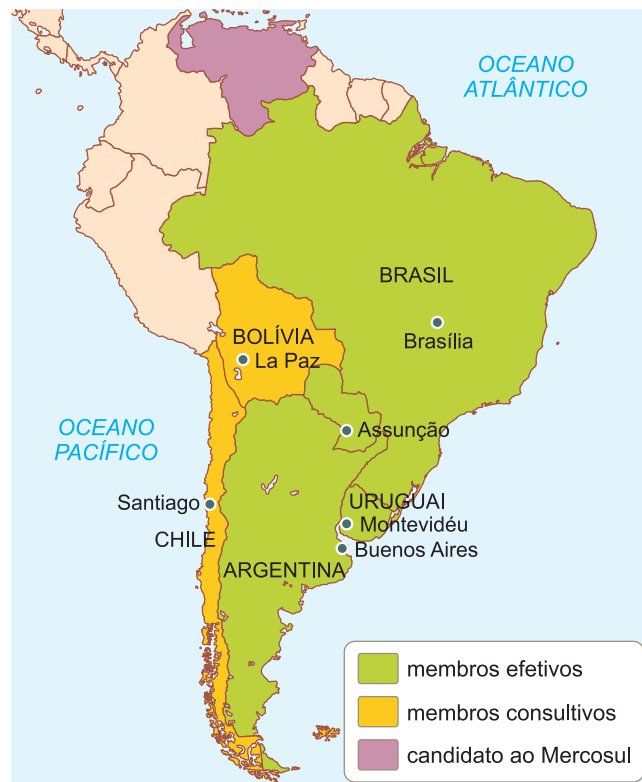 OCEANO
ATLÂNTICO
BRASIL
Brasília
BOLÍVIA
La Paz
OCEANO
PACÍFICO
Assunção
Santiago
URUGUAI
Montevidéu
CHILE
Buenos Aires
ARGENTINA
membros efetivos
membros consultivos
candidato ao Mercosul